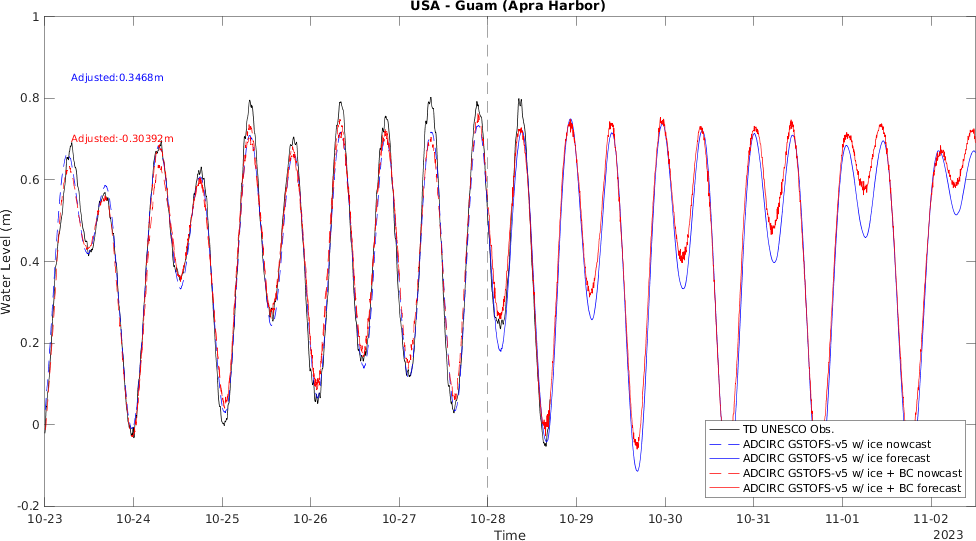 USA - Guam (Apra Harbor)
1
0.8
0.6
0.4
0.2
0
-0.2
Water Level (m)
Adjusted:0.3468m
Adjusted:-0.30392m
TD UNESCO Obs.
ADCIRC GSTOFS-v5 w/ ice nowcast
ADCIRC GSTOFS-v5 w/ ice forecast
ADCIRC GSTOFS-v5 w/ ice + BC nowcast
ADCIRC GSTOFS-v5 w/ ice + BC forecast
10-23 10-24 10-25 10-26 10-27 10-28 10-29 10-30 10-31 11-01 11-02
Time
2023